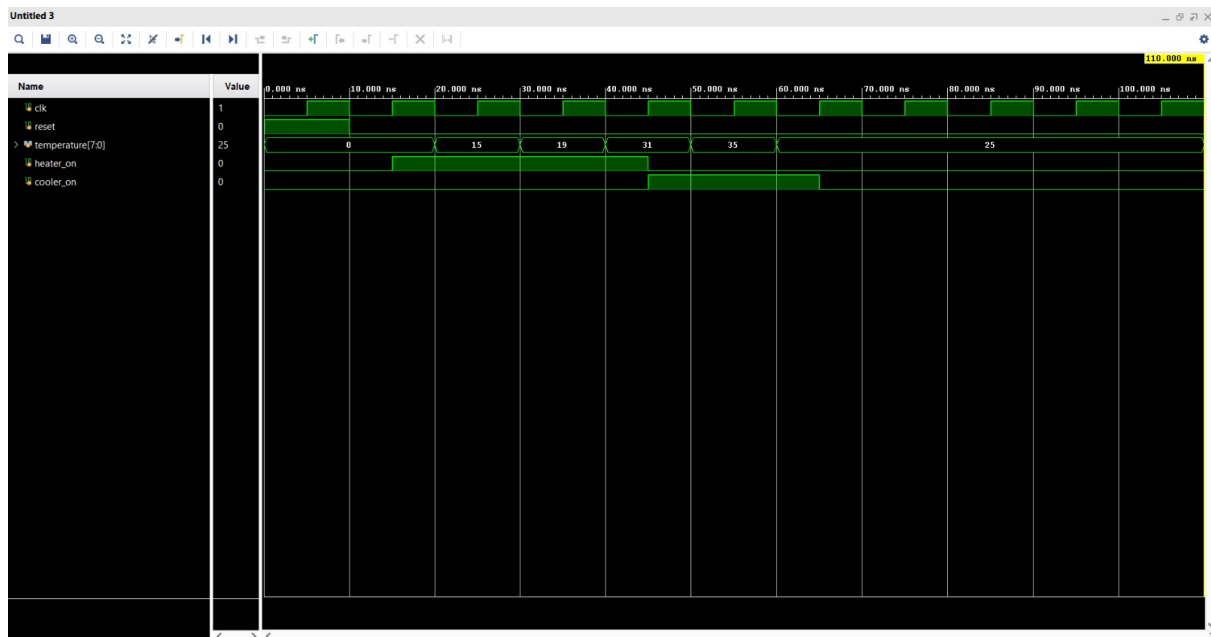 Untitled 3
110.000 ns
Name Value
0.000 ns 10.000 ns 20.000 ns 30.000 ns 40.000 ns 50.000 ns 60.000 ns 70.000 ns 80.000 ns 90.000 ns 100.000 ns
clk 1
reset 0
temperature[7:0] 25 0 15 19 31 35 25
heater_on 0
cooler_on 0